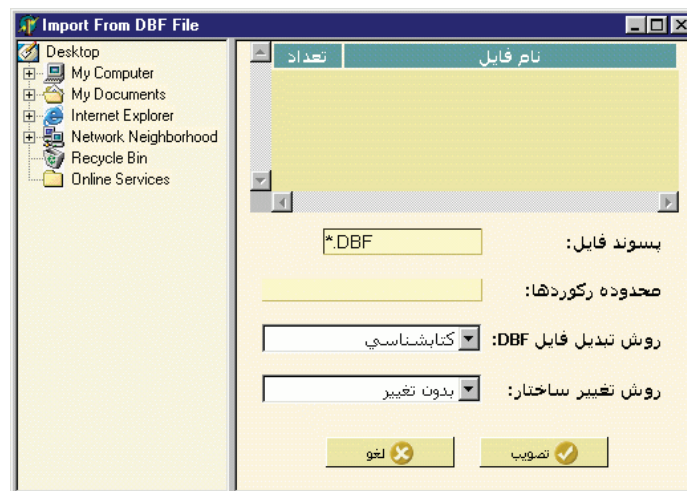 Import From DBF File
Desktop
My Computer
My Documents
Internet Explorer
Network Neighborhood
Recycle Bin
Online Services
نام فایل
تعداد
پسوند فایل:
*.DBF
محدوده رکوردها:
روش تبدیل فایل DBF:
کتابشناسي
روش تغییر ساختار:
بدون تغییر
تصویب
لغو